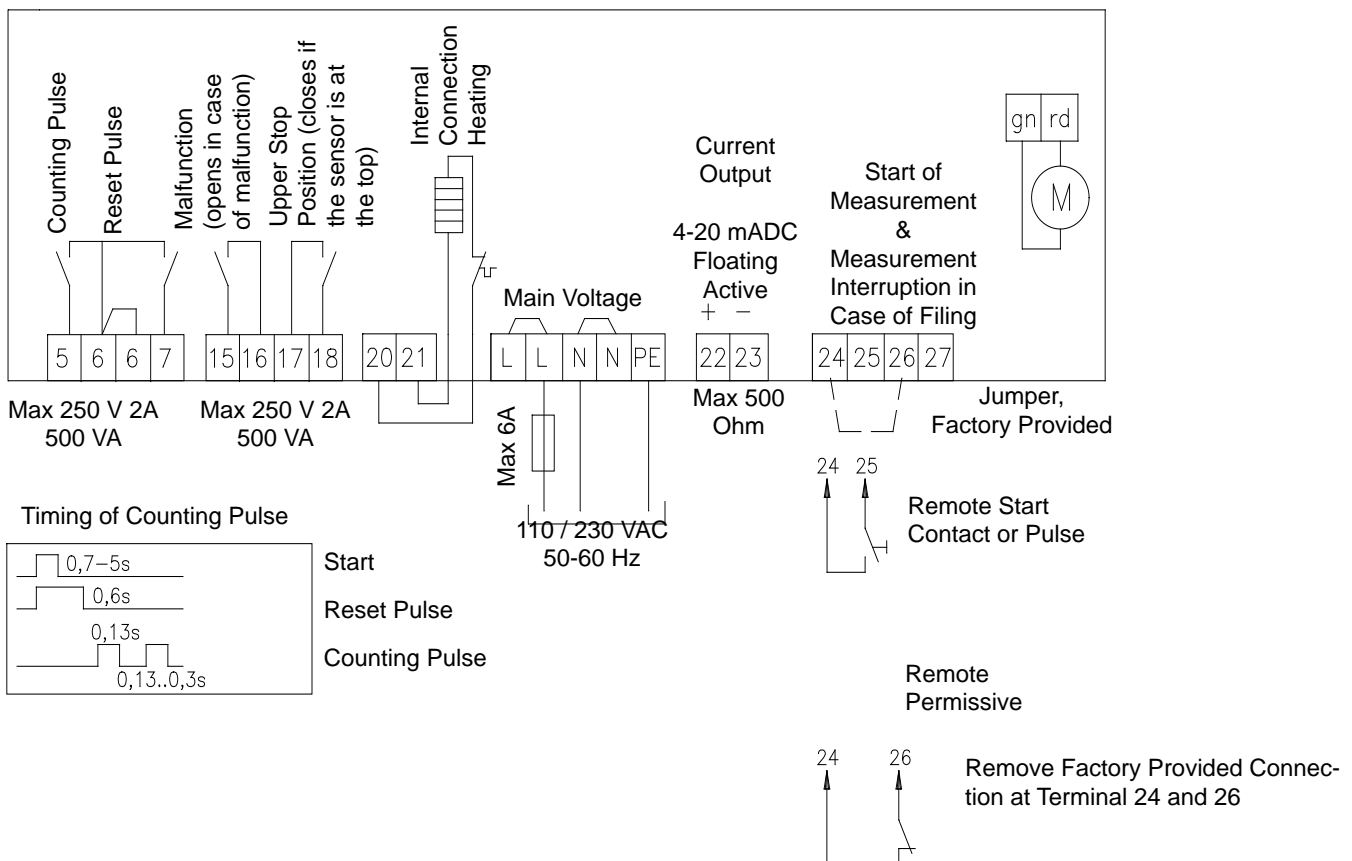 Counting Pulse
Reset Pulse
Malfunction
(opens in case
of malfunction)
Upper Stop
Position (closes if
the sensor is at
the top)
Internal
Connection
Heating
Main Voltage
Current
Output
4-20 mADC
Floating
Active
+ −
Start of
Measurement
&
Measurement
Interruption in
Case of Filing
gn rd
M
5 6 6 7
15 16 17 18
20 21
L L N N PE
22 23
24 25 26 27
Max 250 V 2A
500 VA
Max 250 V 2A
500 VA
Max 6A
110 / 230 VAC
50-60 Hz
Max 500
Ohm
Jumper,
Factory Provided
24 25
Remote Start
Contact or Pulse
Timing of Counting Pulse
0,7–5s
Start
0,6s
Reset Pulse
0,13s
Counting Pulse
0,13..0,3s
Remote
Permissive
24 26
Remove Factory Provided Connec-
tion at Terminal 24 and 26